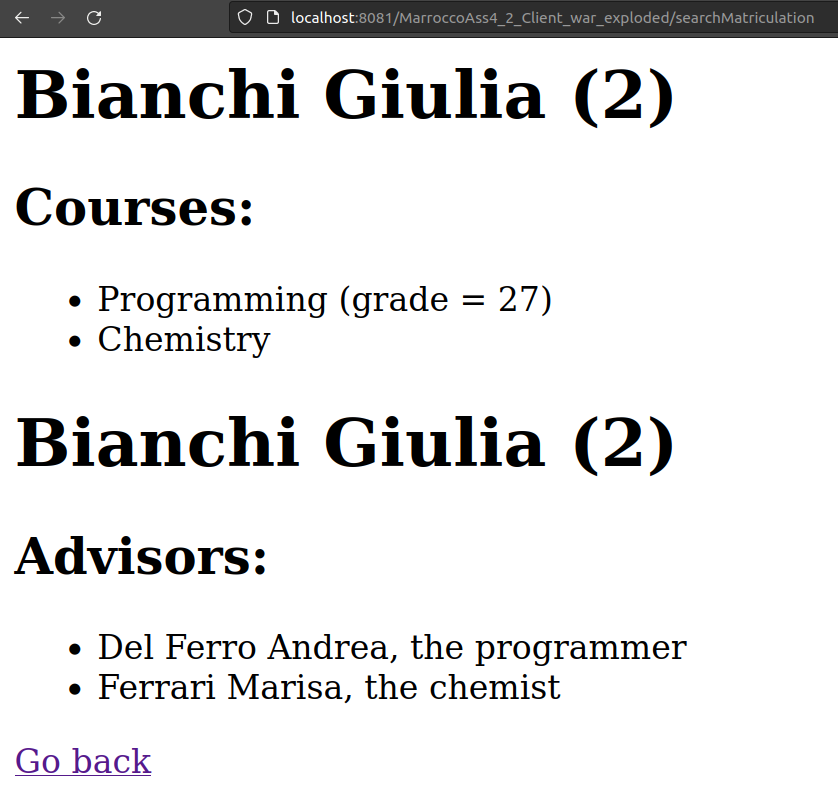 localhost:8081/MarroccoAss4_2_Client_war_exploded/searchMatriculation
Bianchi Giulia (2)
Courses:
• Programming (grade = 27)
• Chemistry
Bianchi Giulia (2)
Advisors:
• Del Ferro Andrea, the programmer
• Ferrari Marisa, the chemist
Go back